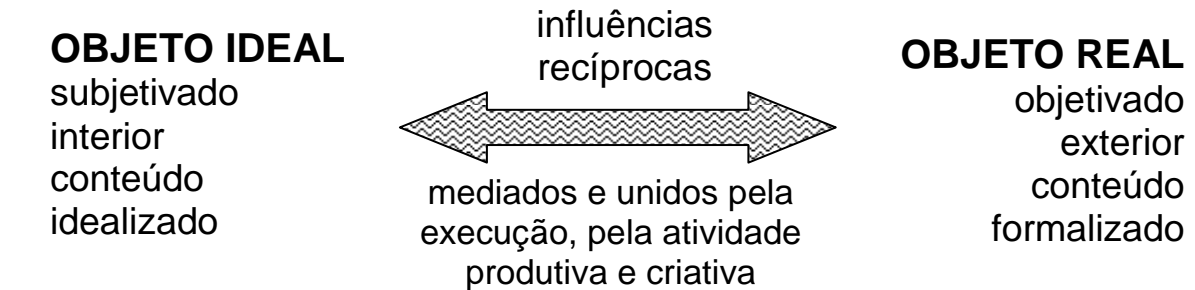 OBJETO IDEAL
subjetivado
interior
conteúdo
idealizado
influências
recíprocas
mediados e unidos pela
execução, pela atividade
produtiva e criativa
OBJETO REAL
objetivado
exterior
conteúdo
formalizado